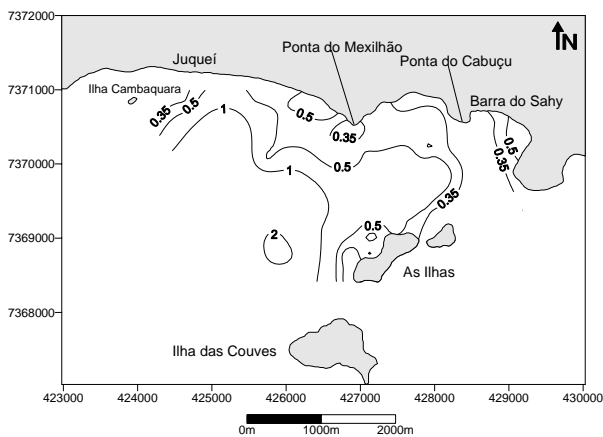 7372000
7371000
7370000
7369000
7368000
N
Juqueí
Ponta do Mexilhão
Ponta do Cabuçu
Ilha Cambaquara
Barra do Sahy
0.35
0.5
1
0.5
0.35
0.5
0.35
0.5
1
0.35
2
0.5
As Ilhas
Ilha das Couves
423000 424000 425000 426000 427000 428000 429000 430000
0m 1000m 2000m